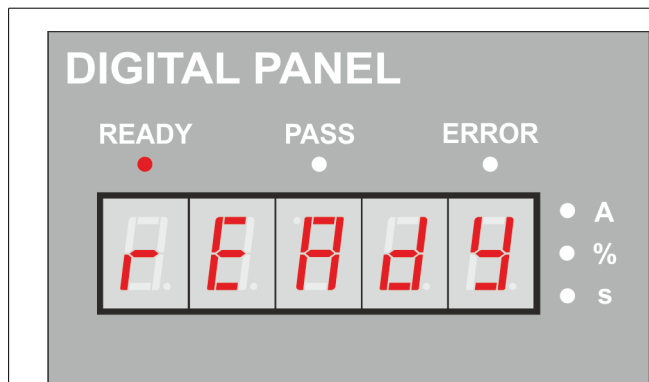 DIGITAL PANEL
READY PASS ERROR
rEAdY
A
%
s